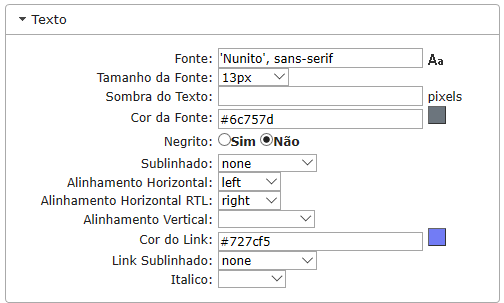 Texto
Fonte: 'Nunito', sans-serif Aa
Tamanho da Fonte: 13px
Sombra do Texto: pixels
Cor da Fonte: #6c757d
Negrito: Sim Não
Sublinhado: none
Alinhamento Horizontal: left
Alinhamento Horizontal RTL: right
Alinhamento Vertical:
Cor do Link: #727cf5
Link Sublinhado: none
Italico: